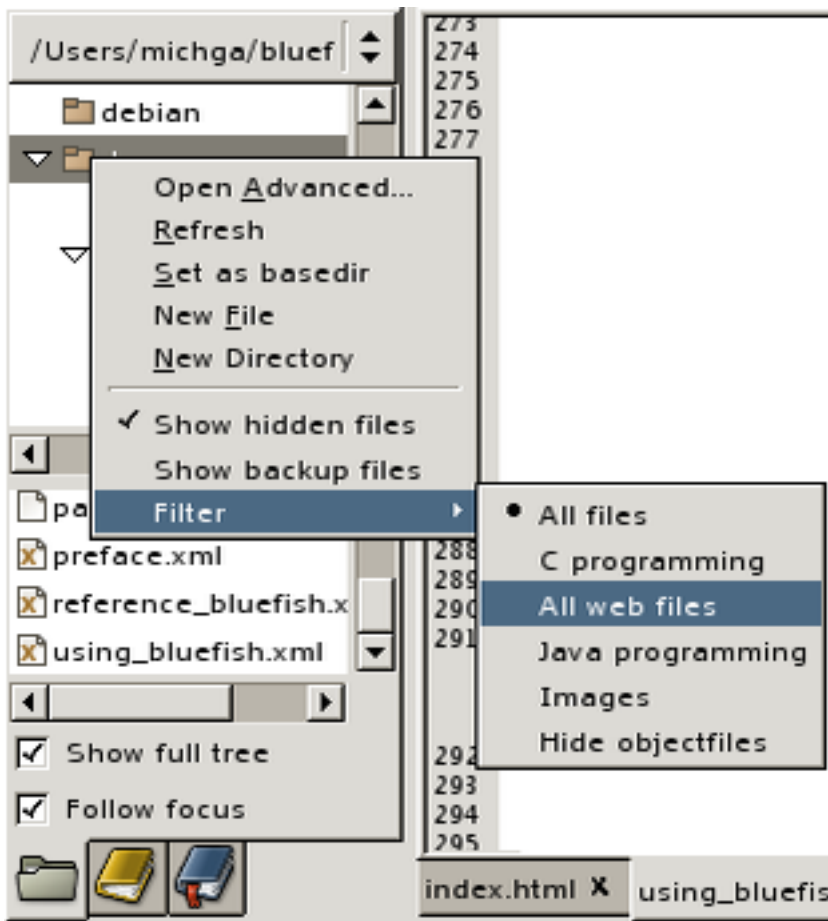 /Users/michga/bluef
debian
Open Advanced...
Refresh
Set as basedir
New File
New Directory
Show hidden files
Show backup files
Filter
All files
C programming
All web files
Java programming
Images
Hide objectfiles
pa
preface.xml
reference_bluefish.x
using_bluefish.xml
Show full tree
Follow focus
273
274
275
276
277
288
289
290
291
292
293
294
295
index.html X
using_bluefis